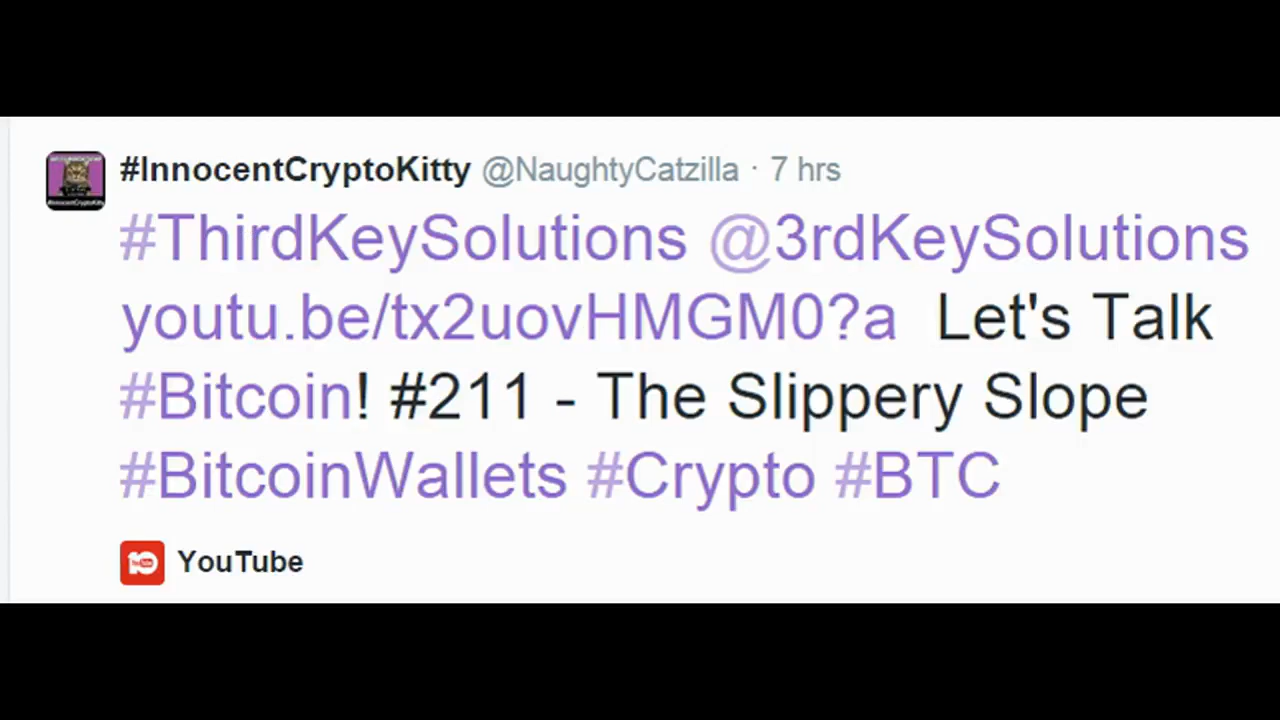 #InnocentCryptoKitty @NaughtyCatzilla · 7 hrs
#ThirdKeySolutions @3rdKeySolutions
youtu.be/tx2uovHMGM0?a Let's Talk
#Bitcoin! #211 - The Slippery Slope
#BitcoinWallets #Crypto #BTC
YouTube